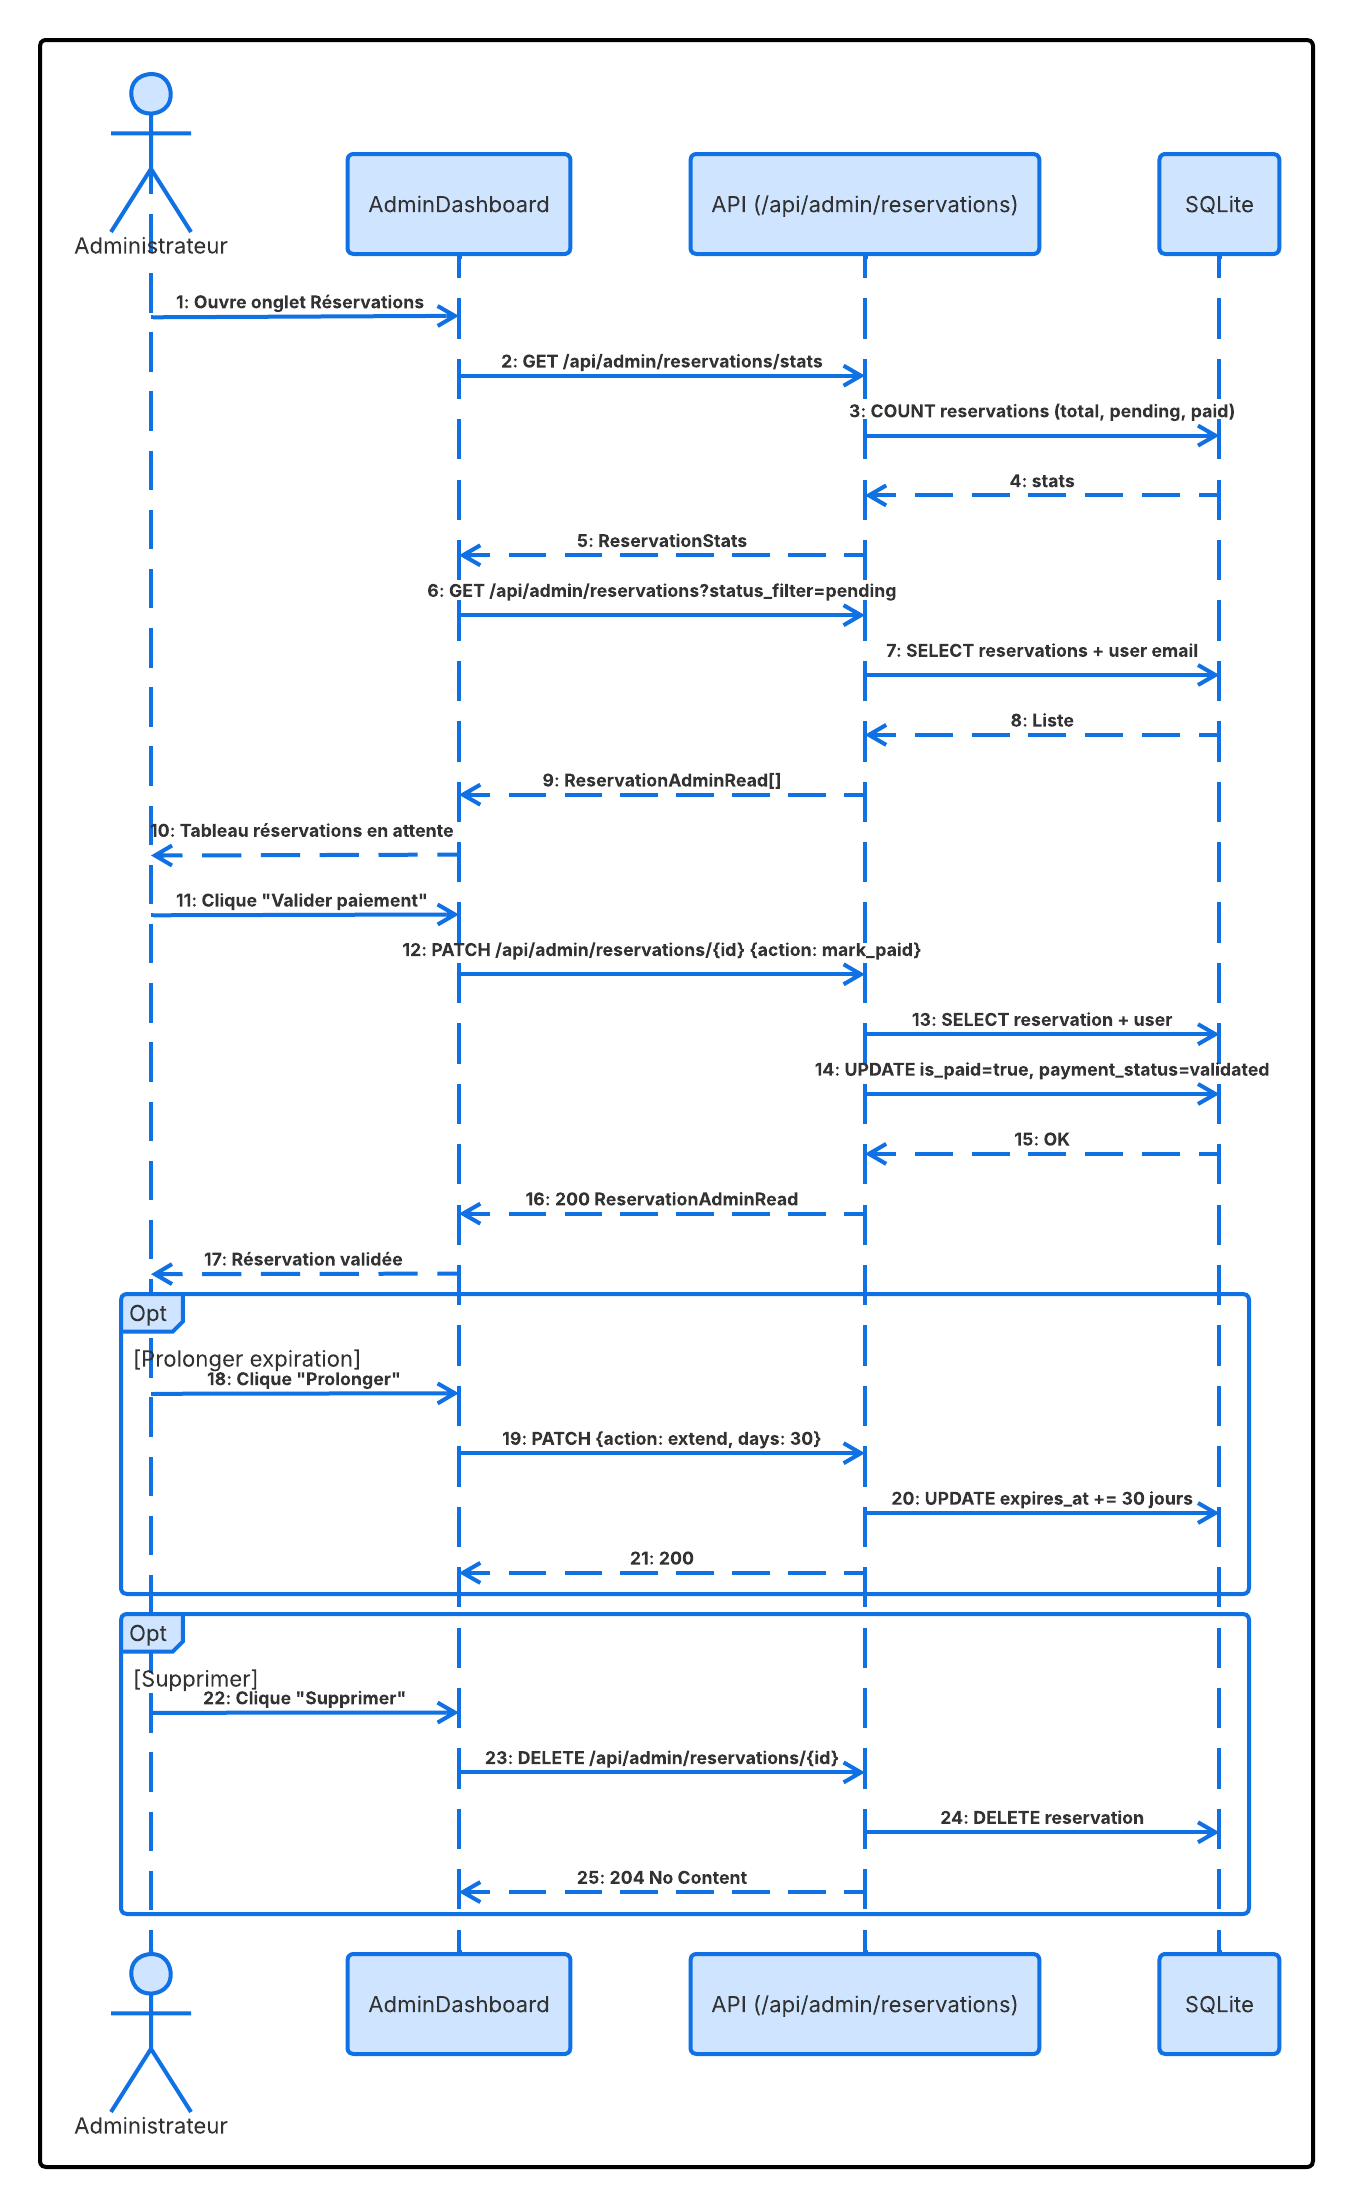 Administrateur
AdminDashboard
API (/api/admin/reservations)
SQLite
1: Ouvre onglet Réservations
2: GET /api/admin/reservations/stats
3: COUNT reservations (total, pending, paid)
4: stats
5: ReservationStats
6: GET /api/admin/reservations?status_filter=pending
7: SELECT reservations + user email
8: Liste
9: ReservationAdminRead[]
10: Tableau réservations en attente
11: Clique "Valider paiement"
12: PATCH /api/admin/reservations/{id} {action: mark_paid}
13: SELECT reservation + user
14: UPDATE is_paid=true, payment_status=validated
15: OK
16: 200 ReservationAdminRead
17: Réservation validée
Opt
[Prolonger expiration]
18: Clique "Prolonger"
19: PATCH {action: extend, days: 30}
20: UPDATE expires_at += 30 jours
21: 200
Opt
[Supprimer]
22: Clique "Supprimer"
23: DELETE /api/admin/reservations/{id}
24: DELETE reservation
25: 204 No Content
AdminDashboard
API (/api/admin/reservations)
SQLite
Administrateur